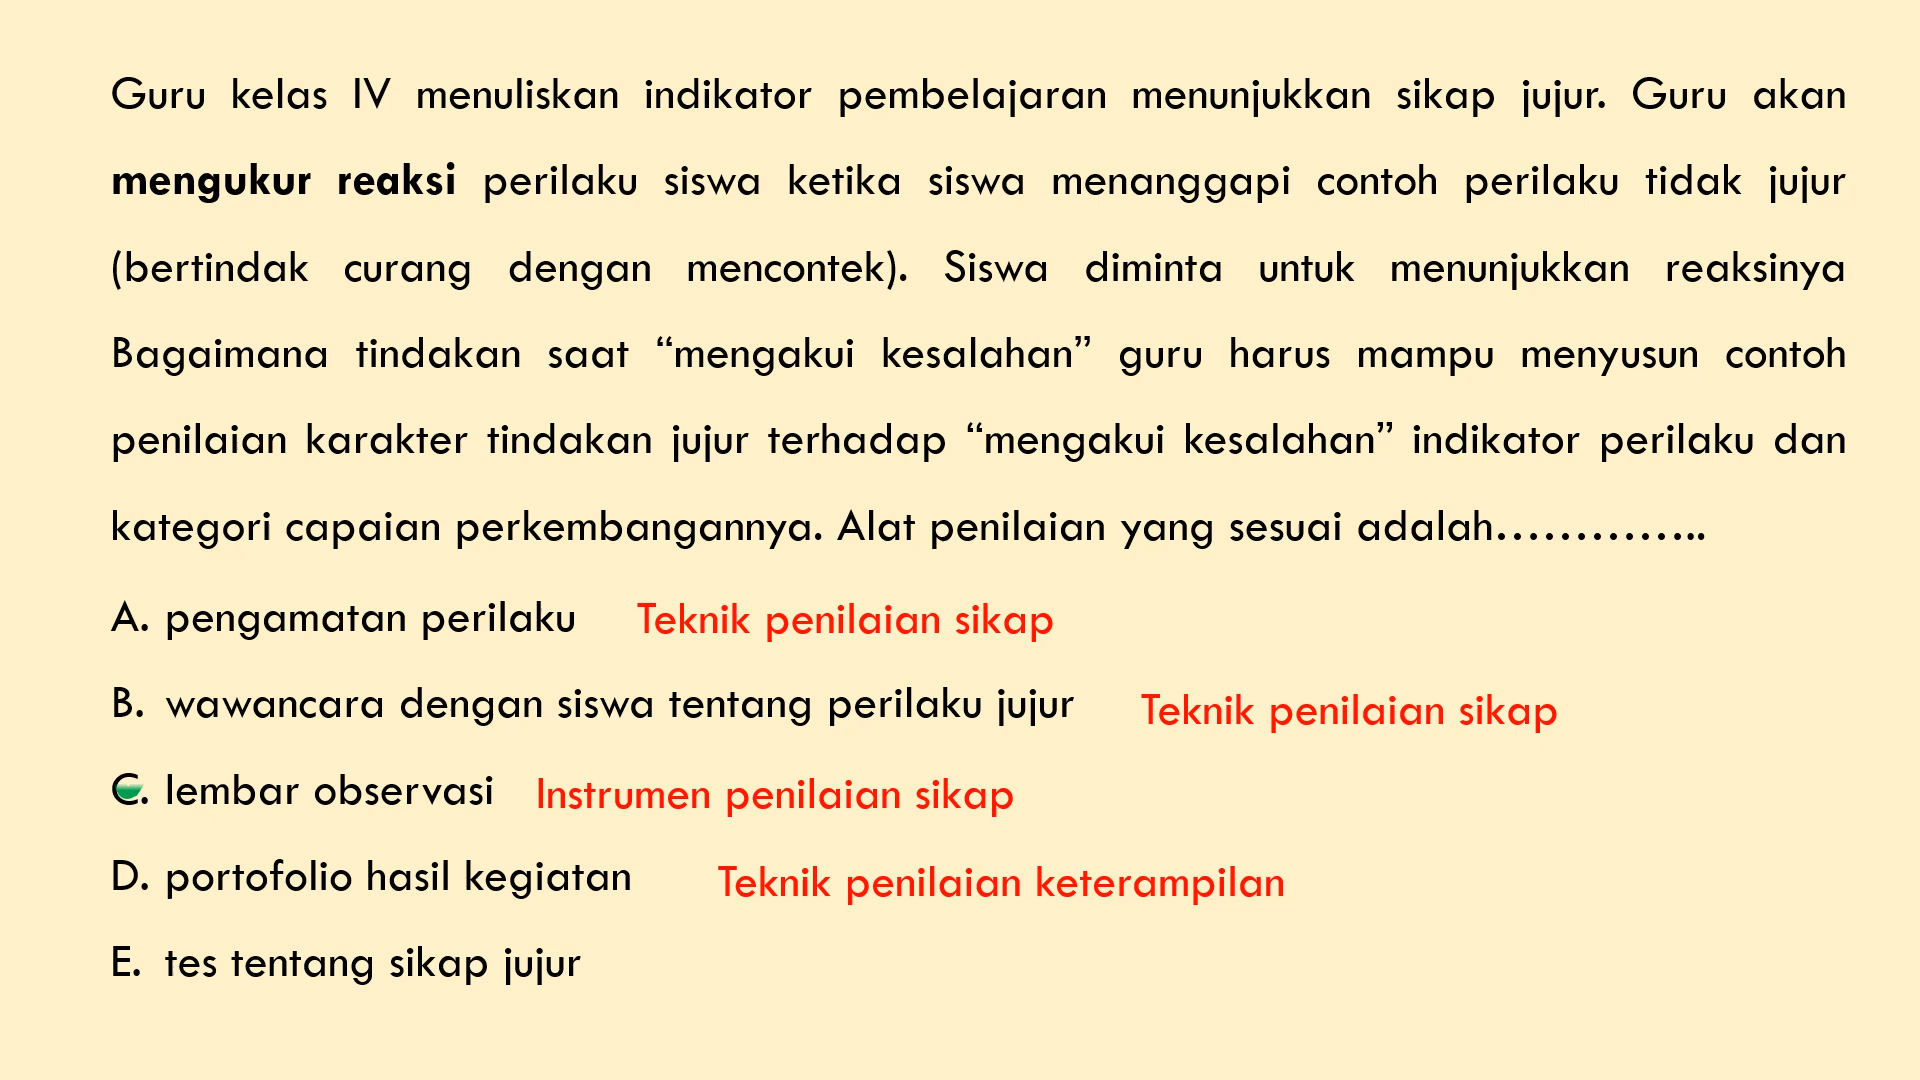 Guru kelas IV menuliskan indikator pembelajaran menunjukkan sikap jujur. Guru akan
mengukur reaksi perilaku siswa ketika siswa menanggapi contoh perilaku tidak jujur
(bertindak curang dengan mencontek). Siswa diminta untuk menunjukkan reaksinya
Bagaimana tindakan saat “mengakui kesalahan” guru harus mampu menyusun contoh
penilaian karakter tindakan jujur terhadap “mengakui kesalahan” indikator perilaku dan
kategori capaian perkembangannya. Alat penilaian yang sesuai adalah…………..
A. pengamatan perilaku Teknik penilaian sikap
B. wawancara dengan siswa tentang perilaku jujur Teknik penilaian sikap
C. lembar observasi Instrumen penilaian sikap
D. portofolio hasil kegiatan Teknik penilaian keterampilan
E. tes tentang sikap jujur